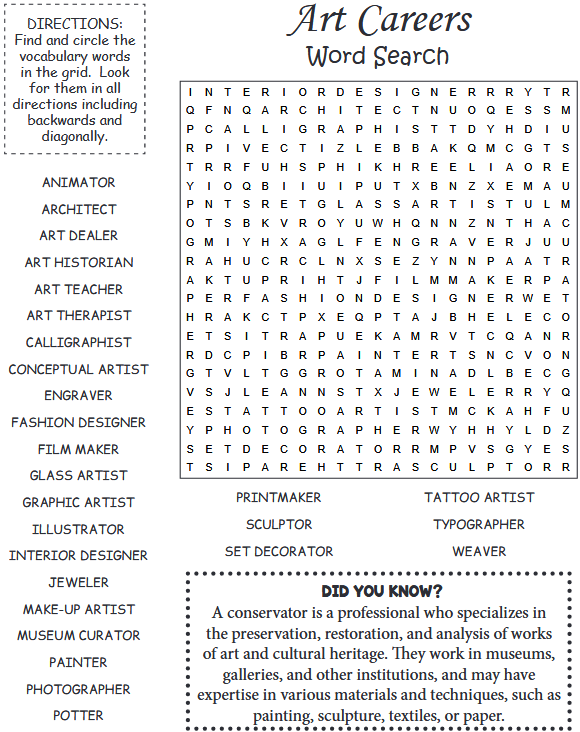 Art Careers
Word Search
DIRECTIONS:
Find and circle the
vocabulary words
in the grid. Look
for them in all
directions including
backwards and
diagonally.
I N T E R I O R D E S I G N E R R R Y T R
Q F N Q A R C H I T E C T N U O Q E S S M
P C A L L I G R A P H I S T T D Y H D I U
R P I V E C T I Z L E B B A K Q M C G T S
T R R F U H S P H I K H R E E L I A O R E
Y I O Q B I I U I P U T X B N Z X E M A U
P N T S R E T G L A S S A R T I S T U L M
O T S B K V R O Y U W H Q N N Z N T H A C
G M I Y H X A G L F E N G R A V E R J U U
R A H U C R C L N X S E Z Y N N P A A T R
A K T U P R I H T J F I L M M A K E R P A
P E R F A S H I O N D E S I G N E R W E T
H R A K C T P X E Q P T A J B H E L E C O
E T S I T R A P U E K A M R V T C Q A N R
R D C P I B R P A I N T E R T S N C V O N
G T V L T G G R O T A M I N A D L B E C G
V S J L E A N N S T X J E W E L E R R Y Q
E S T A T T O O A R T I S T M C K A H F U
Y P H O T O G R A P H E R W Y H H Y L D Z
S E T D E C O R A T O R R M P V S G Y E S
T S I P A R E H T T R A S C U L P T O R R
ANIMATOR
ARCHITECT
ART DEALER
ART HISTORIAN
ART TEACHER
ART THERAPIST
CALLIGRAPHIST
CONCEPTUAL ARTIST
ENGRAVER
FASHION DESIGNER
FILM MAKER
GLASS ARTIST
GRAPHIC ARTIST
ILLUSTRATOR
INTERIOR DESIGNER
JEWELER
MAKE-UP ARTIST
MUSEUM CURATOR
PAINTER
PHOTOGRAPHER
POTTER
PRINTMAKER
SCULPTOR
SET DECORATOR
TATTOO ARTIST
TYPOGRAPHER
WEAVER
DID YOU KNOW?
A conservator is a professional who specializes in
the preservation, restoration, and analysis of works
of art and cultural heritage. They work in museums,
galleries, and other institutions, and may have
expertise in various materials and techniques, such as
painting, sculpture, textiles, or paper.